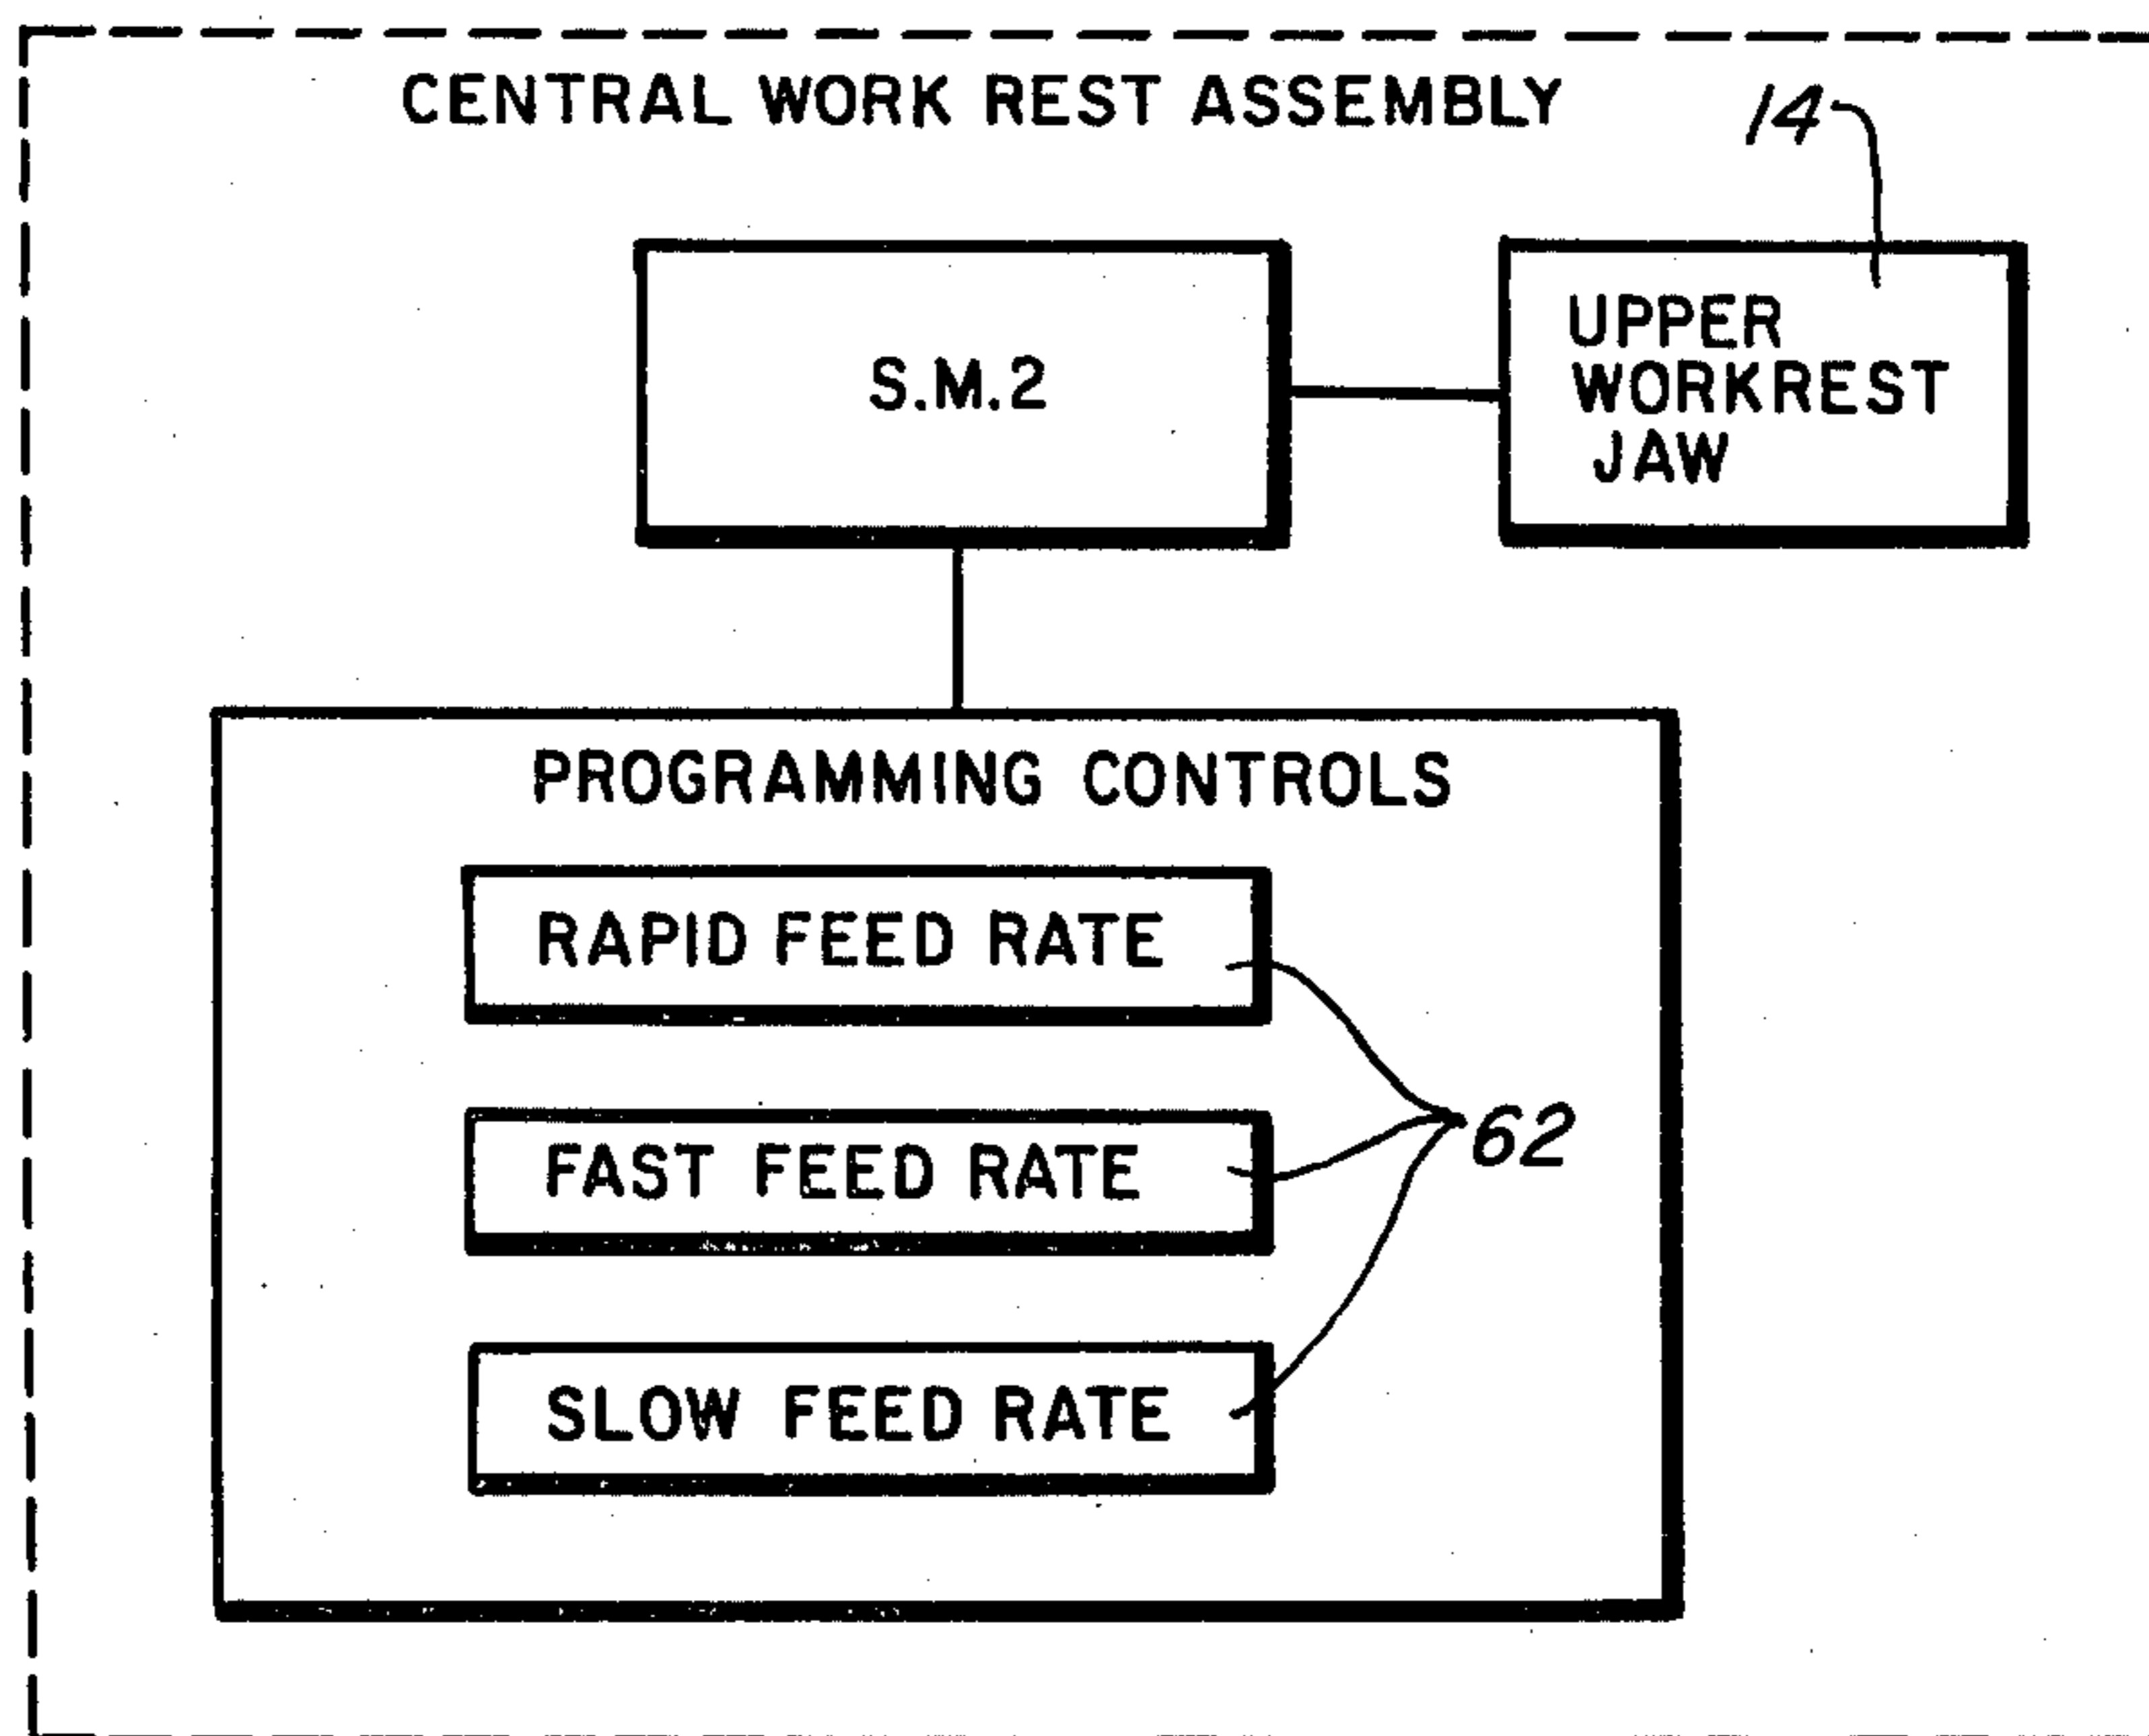 CENTRAL WORK REST ASSEMBLY
14
S.M.2
UPPER
WORKREST
JAW
PROGRAMMING CONTROLS
RAPID FEED RATE
FAST FEED RATE
62
SLOW FEED RATE